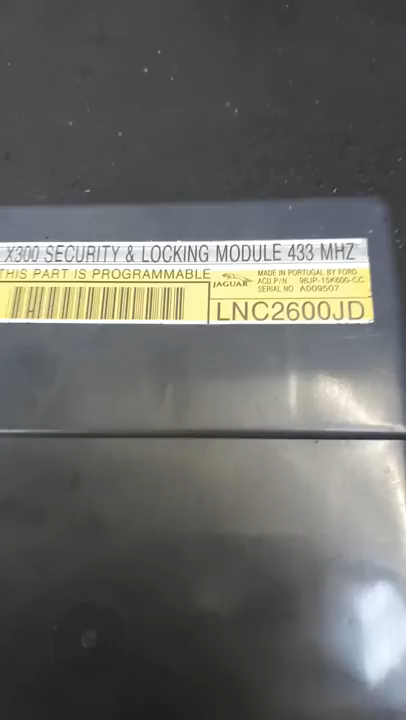 X300 SECURITY & LOCKING MODULE 433 MHZ
THIS PART IS PROGRAMMABLE
JAGUAR
MADE IN PORTUGAL BY FORD
ACD P/N 98JP-15K600-CC
SERIAL NO A009507
LNC2600JD